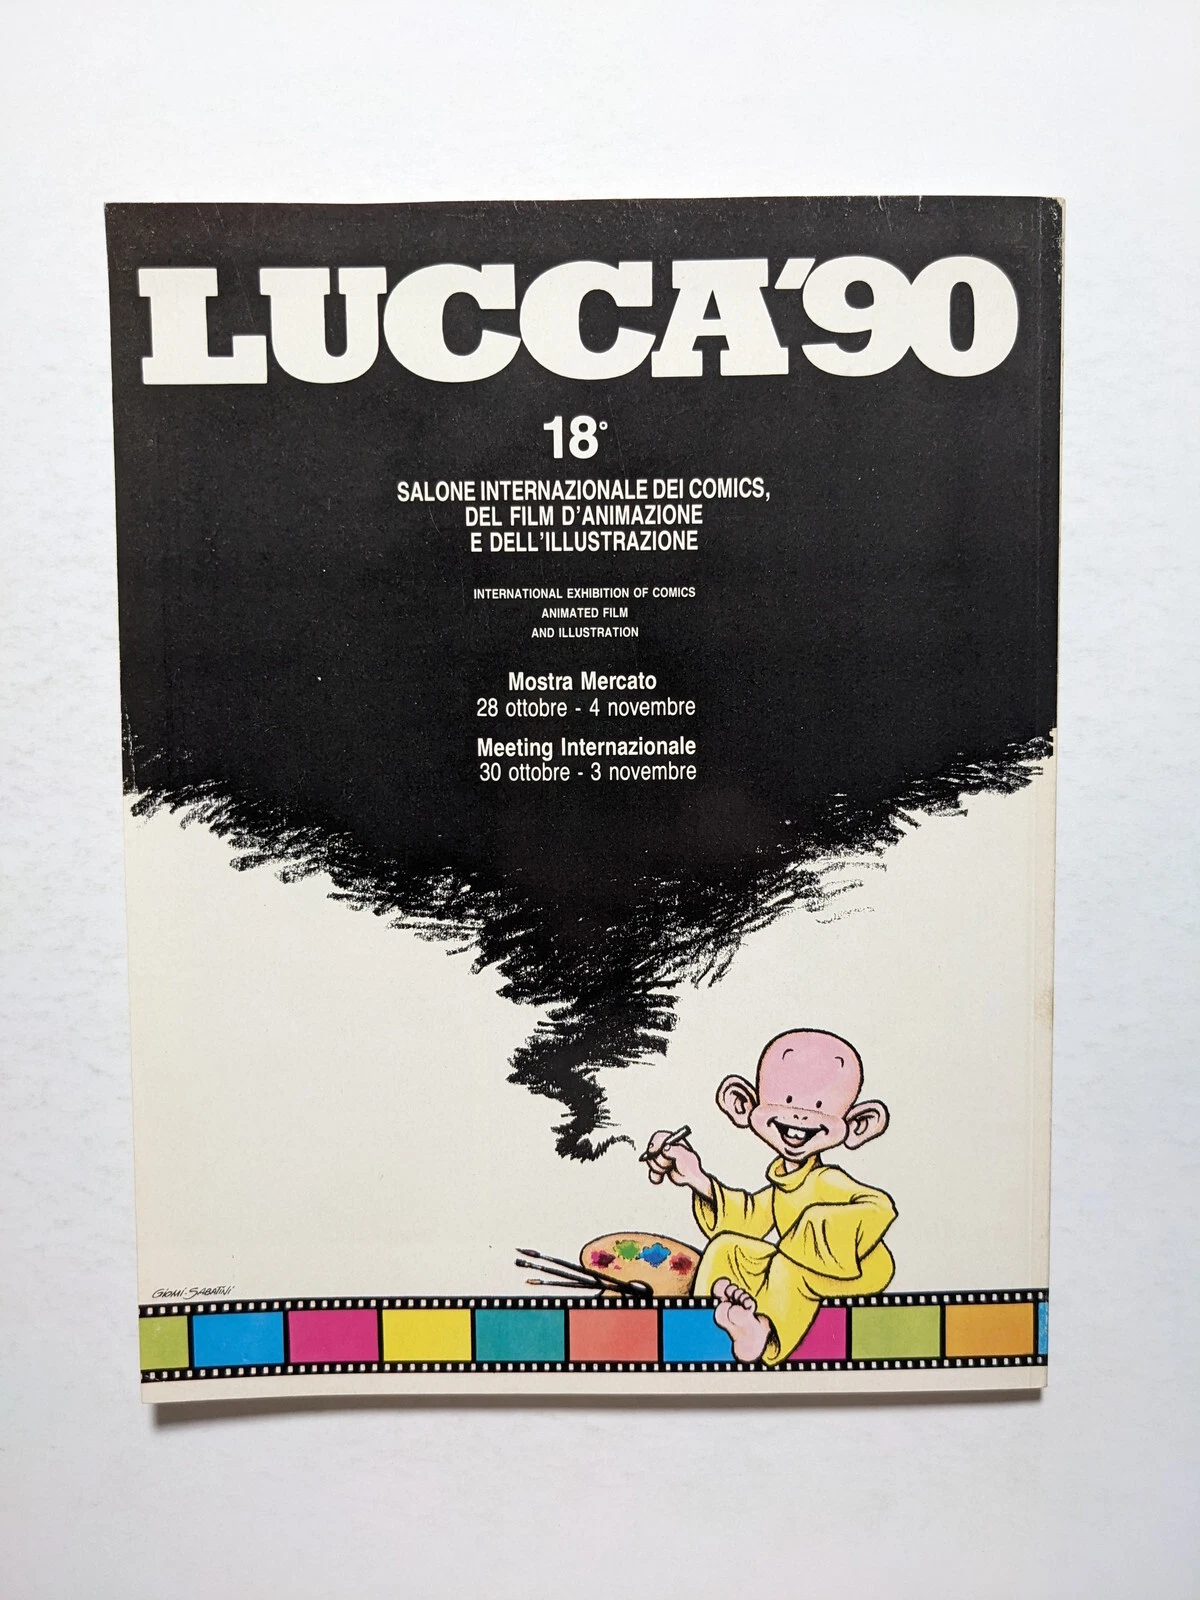 LUCCA'90
18°
SALONE INTERNAZIONALE DEI COMICS,
DEL FILM D'ANIMAZIONE
E DELL'ILLUSTRAZIONE
INTERNATIONAL EXHIBITION OF COMICS
ANIMATED FILM
AND ILLUSTRATION
Mostra Mercato
28 ottobre - 4 novembre
Meeting Internazionale
30 ottobre - 3 novembre
GIOMI-SABATINI